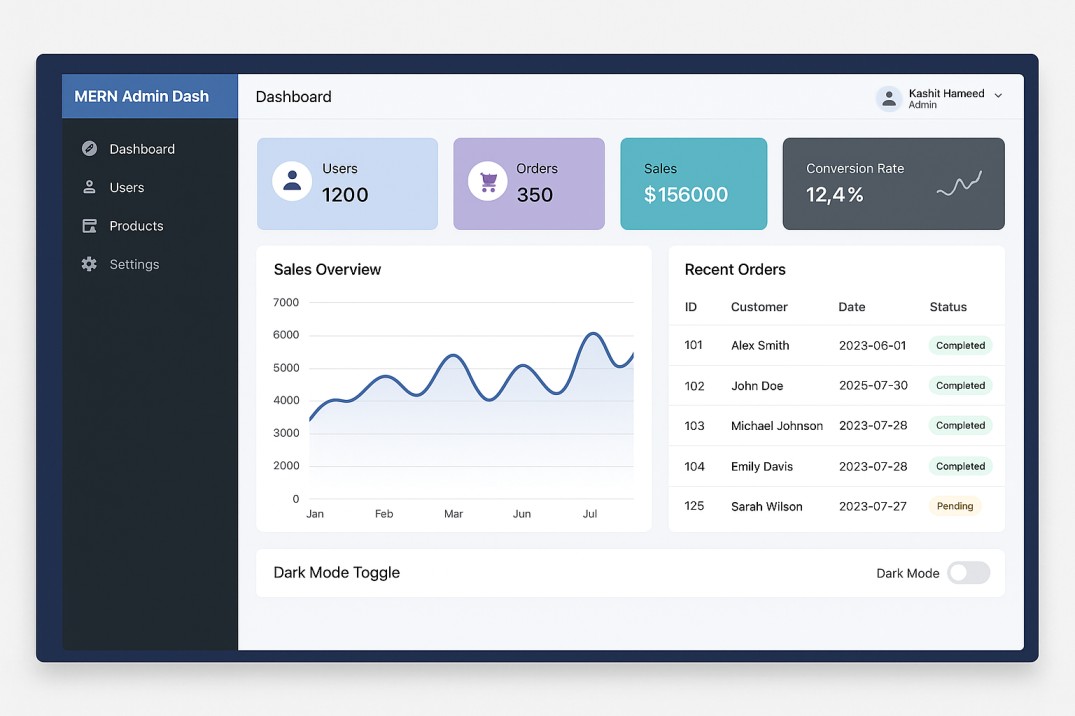 MERN Admin Dash
Dashboard
Users
Products
Settings
Dashboard
Kashit Hameed
Admin
Users
1200
Orders
350
Sales
$156000
Conversion Rate
12,4%
Sales Overview
7000
6000
5000
4000
3000
2000
0
Jan Feb Mar Jun Jul
Recent Orders
ID Customer Date Status
101 Alex Smith 2023-06-01 Completed
102 John Doe 2025-07-30 Completed
103 Michael Johnson 2023-07-28 Completed
104 Emily Davis 2023-07-28 Completed
125 Sarah Wilson 2023-07-27 Pending
Dark Mode Toggle
Dark Mode